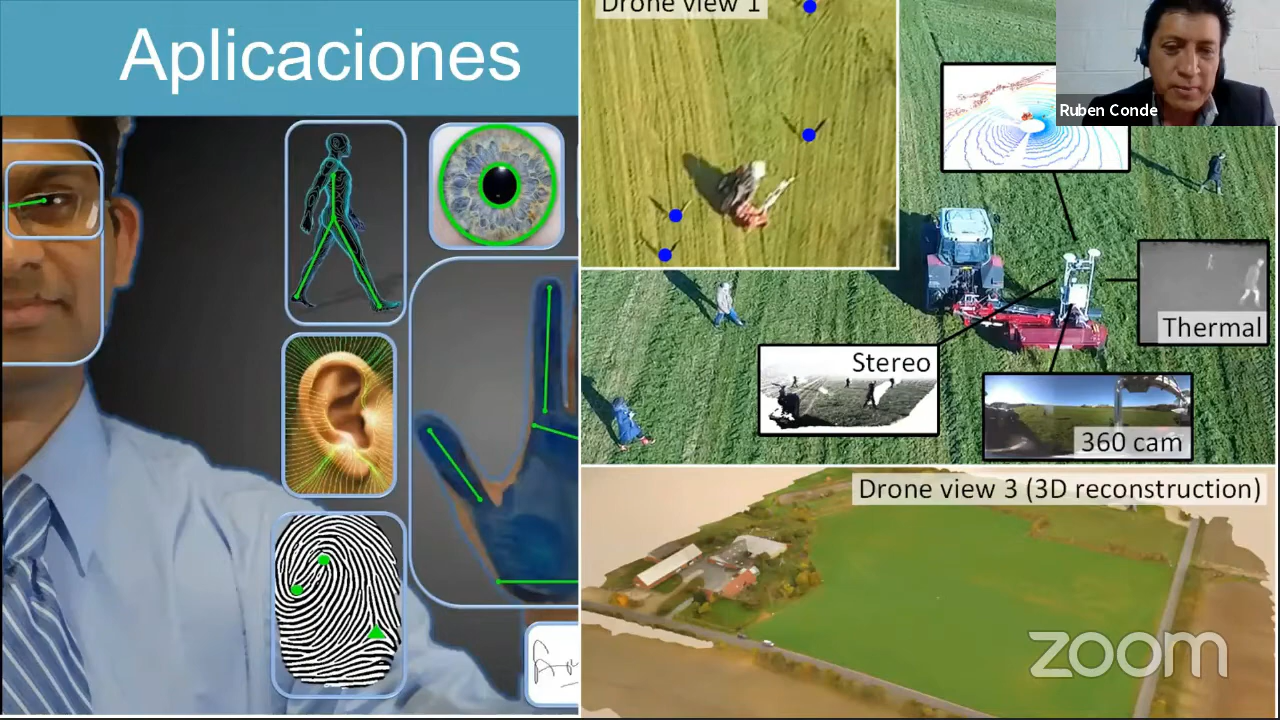 Aplicaciones
Drone view 1
Ruben Conde
Thermal
Stereo
360 cam
Drone view 3 (3D reconstruction)
zoom